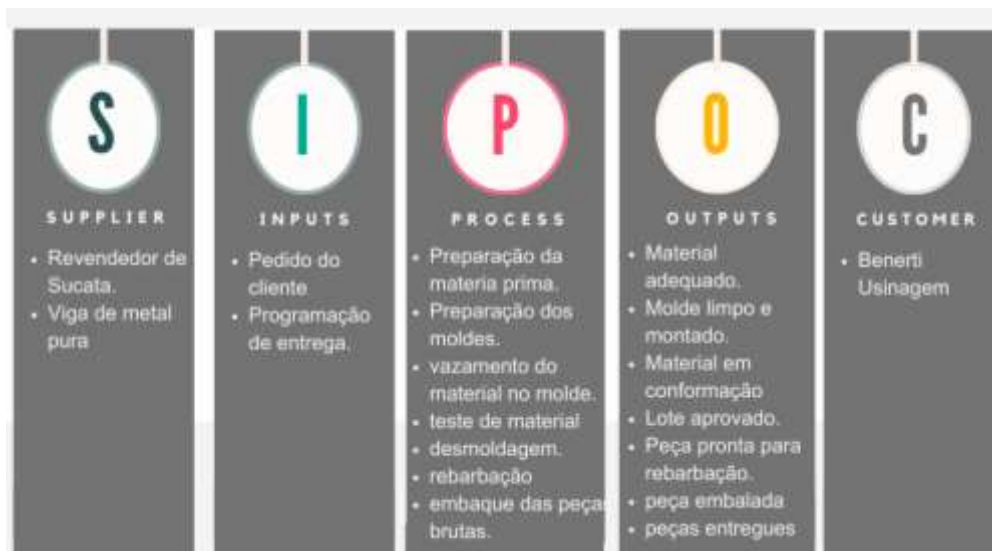 S
SUPPLIER
• Revendedor de
Sucata.
• Viga de metal
pura
I
INPUTS
• Pedido do
cliente
• Programação
de entrega.
P
PROCESS
• Preparação da
materia prima.
• Preparação dos
moldes.
• vazamento do
material no molde.
• teste de material
• desmoldagem.
• rebarbação
• embaque das peças
brutas.
O
OUTPUTS
• Material
adequado.
• Molde limpo e
montado.
• Material em
conformação
• Lote aprovado.
• Peça pronta para
rebarbação.
• peça embalada
• peças entregues
C
CUSTOMER
• Benerti
Usinagem